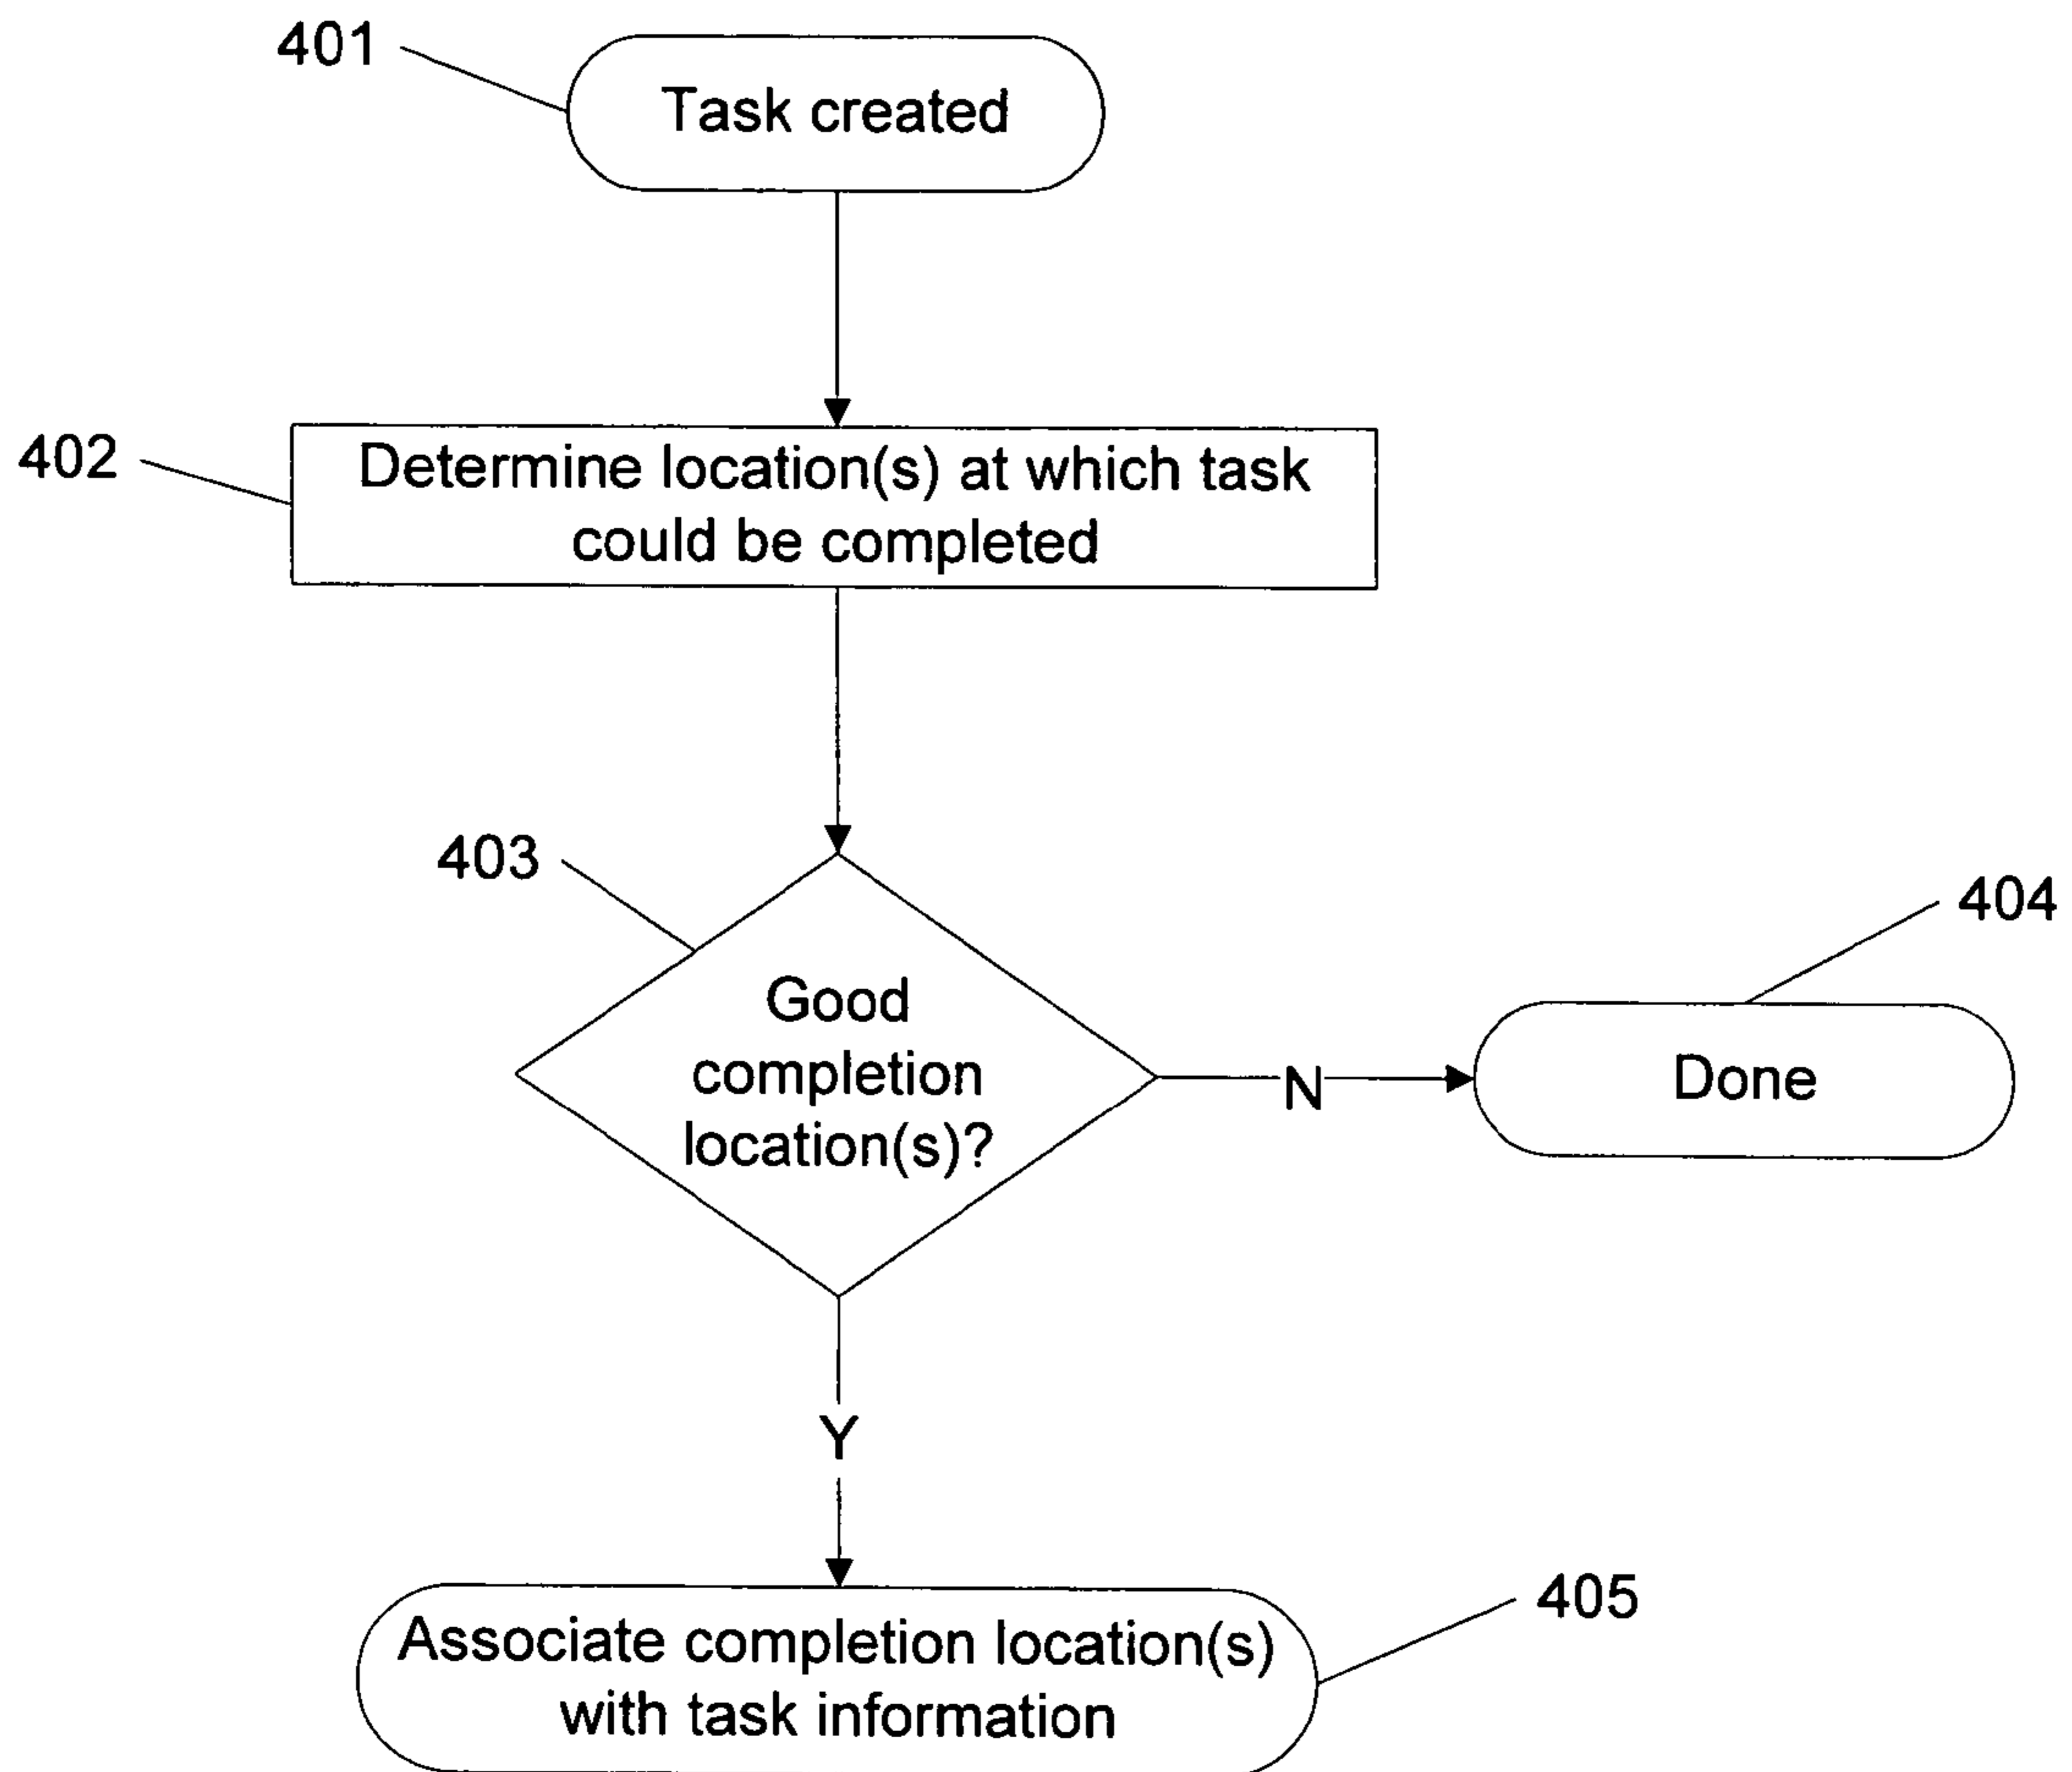 401
Task created
402
Determine location(s) at which task
could be completed
403
Good
completion
location(s)?
404
N
Done
Y
405
Associate completion location(s)
with task information